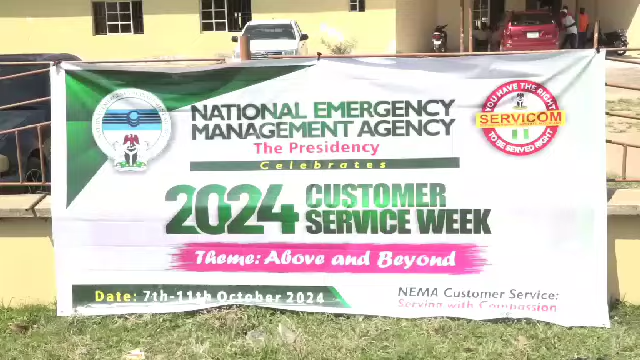 NATIONAL EMERGENCY
MANAGEMENT AGENCY
The Presidency
Celebrates
2024 CUSTOMER
SERVICE WEEK
Theme: Above and Beyond
Date: 7th-11th October 2024
NEMA Customer Service:
Serving with Compassion
YOU HAVE THE RIGHT
SERVICOM
TO BE SERVED RIGHT